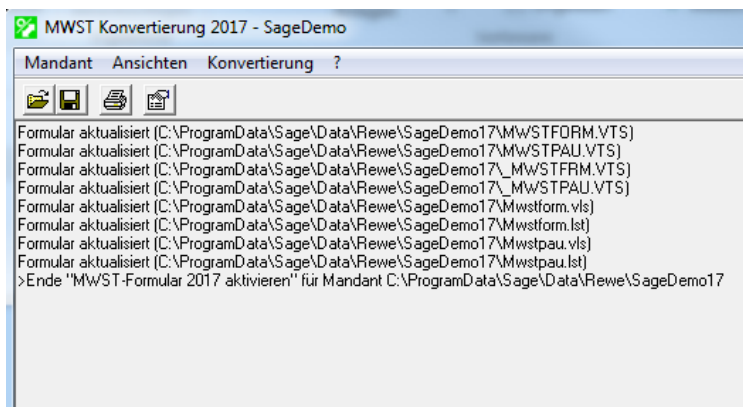 MWST Konvertierung 2017 - SageDemo
Mandant Ansichten Konvertierung ?
Formular aktualisiert (C:\ProgramData\Sage\Data\Rewe\SageDemo17\MWSTFORM.VTS)
Formular aktualisiert (C:\ProgramData\Sage\Data\Rewe\SageDemo17\MWSTPAU.VTS)
Formular aktualisiert (C:\ProgramData\Sage\Data\Rewe\SageDemo17\_MWSTFRM.VTS)
Formular aktualisiert (C:\ProgramData\Sage\Data\Rewe\SageDemo17\_MWSTPAU.VTS)
Formular aktualisiert (C:\ProgramData\Sage\Data\Rewe\SageDemo17\Mwstform.vls)
Formular aktualisiert (C:\ProgramData\Sage\Data\Rewe\SageDemo17\Mwstform.lst)
Formular aktualisiert (C:\ProgramData\Sage\Data\Rewe\SageDemo17\Mwstpau.vls)
Formular aktualisiert (C:\ProgramData\Sage\Data\Rewe\SageDemo17\Mwstpau.lst)
>Ende "MWST-Formular 2017 aktivieren" für Mandant C:\ProgramData\Sage\Data\Rewe\SageDemo17